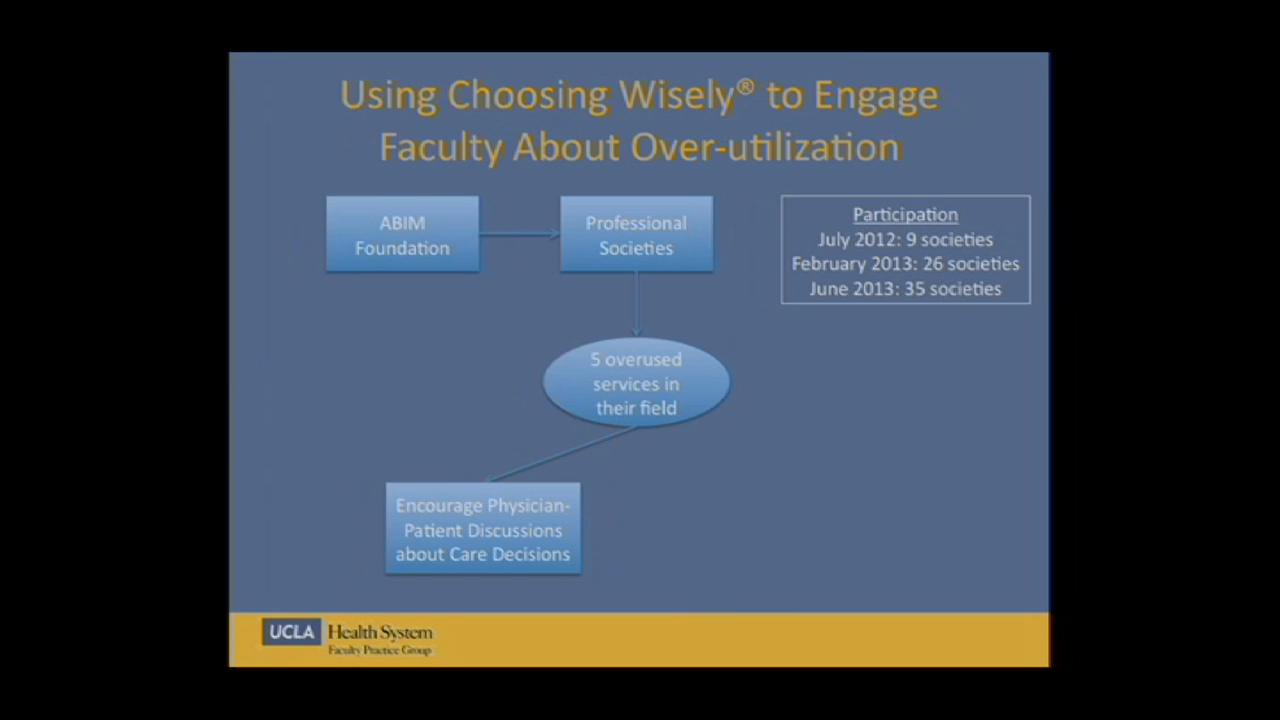 Using Choosing Wisely® to Engage
Faculty About Over-utilization
ABIM
Foundation
Professional
Societies
Participation
July 2012: 9 societies
February 2013: 26 societies
June 2013: 35 societies
5 overused
services in
their field
Encourage Physician-
Patient Discussions
about Care Decisions
UCLA Health System
Faculty Practice Group